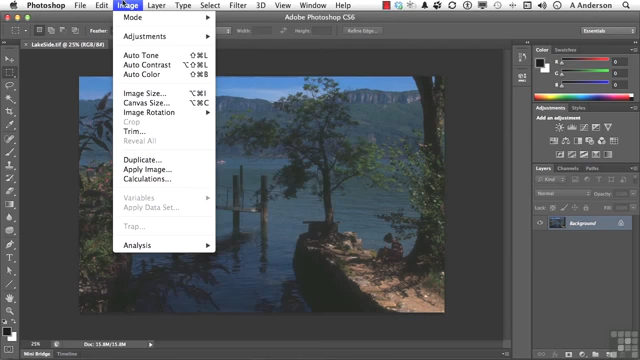 Photoshop File Edit Image Layer Type Select Filter 3D View Window Help A Anderson
Adobe Photoshop CS6
Feather: Width: Height: Refine Edge... Essentials
LakeSide.tif @ 25% (RGB/8#)
Mode
Adjustments
Auto Tone ⇧⌘L
Auto Contrast ⌥⇧⌘L
Auto Color ⇧⌘B
Image Size... ⌥⌘I
Canvas Size... ⌥⌘C
Image Rotation
Crop
Trim...
Reveal All
Duplicate...
Apply Image...
Calculations...
Variables
Apply Data Set...
Trap...
Analysis
Color Swatches
R 0
G 0
B 0
Adjustments Styles
Add an adjustment
Layers Channels Paths
Kind
Normal Opacity:
Lock: Fill:
Background
25% Doc: 15.8M/15.8M
Mini Bridge Timeline